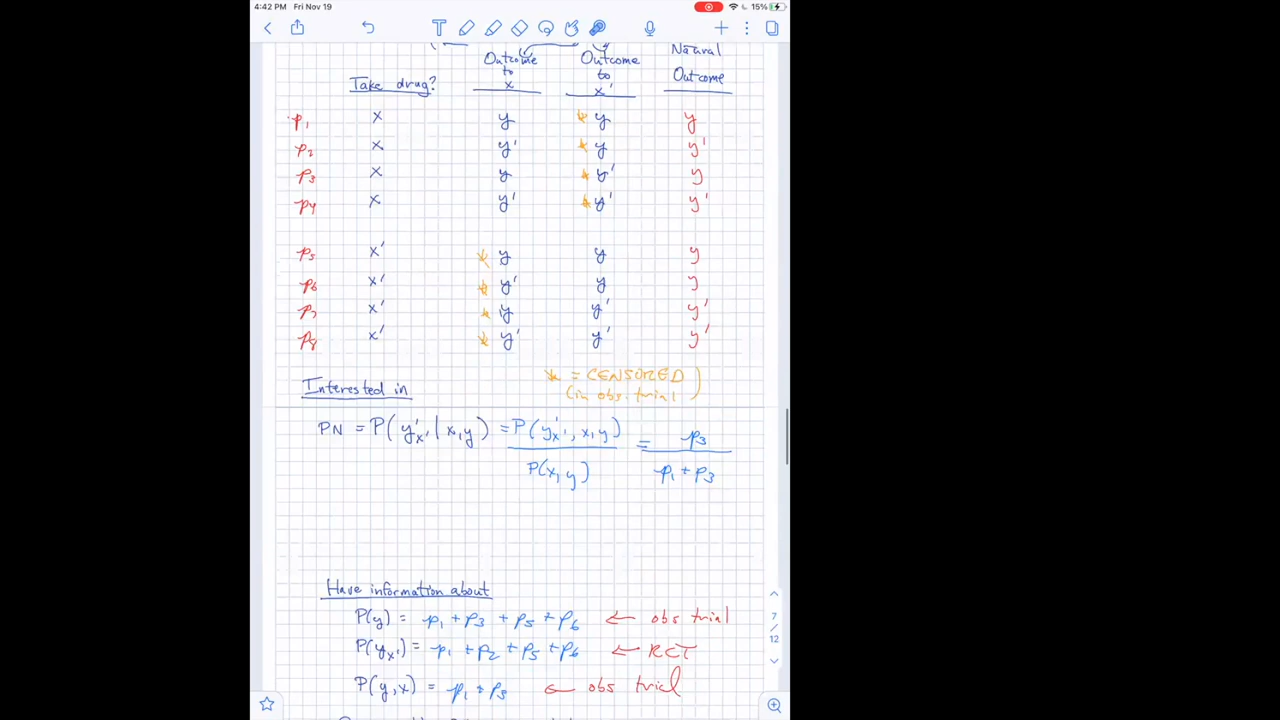 4:42 PM Fri Nov 19
15%
Outcome to x
Outcome to x'
Natural Outcome
Take drug?
p1 x y * y y
p2 x y' * y y'
p3 x y * y' y
p4 x y' * y' y'
p5 x' * y y y
p6 x' * y' y y
p7 x' * y y' y'
p8 x' * y' y' y'
* = CENSORED
(in obs. trial)
Interested in
PN = P(y'x' | x, y) = P(y'x', x, y) / P(x, y) = p3 / p1 + p3
Have information about
P(y) = p1 + p3 + p5 + p6 ← obs trial
P(yx') = p1 + p2 + p5 + p6 ← RCT
P(y, x) = p1 + p3 ← obs trial
7 / 12